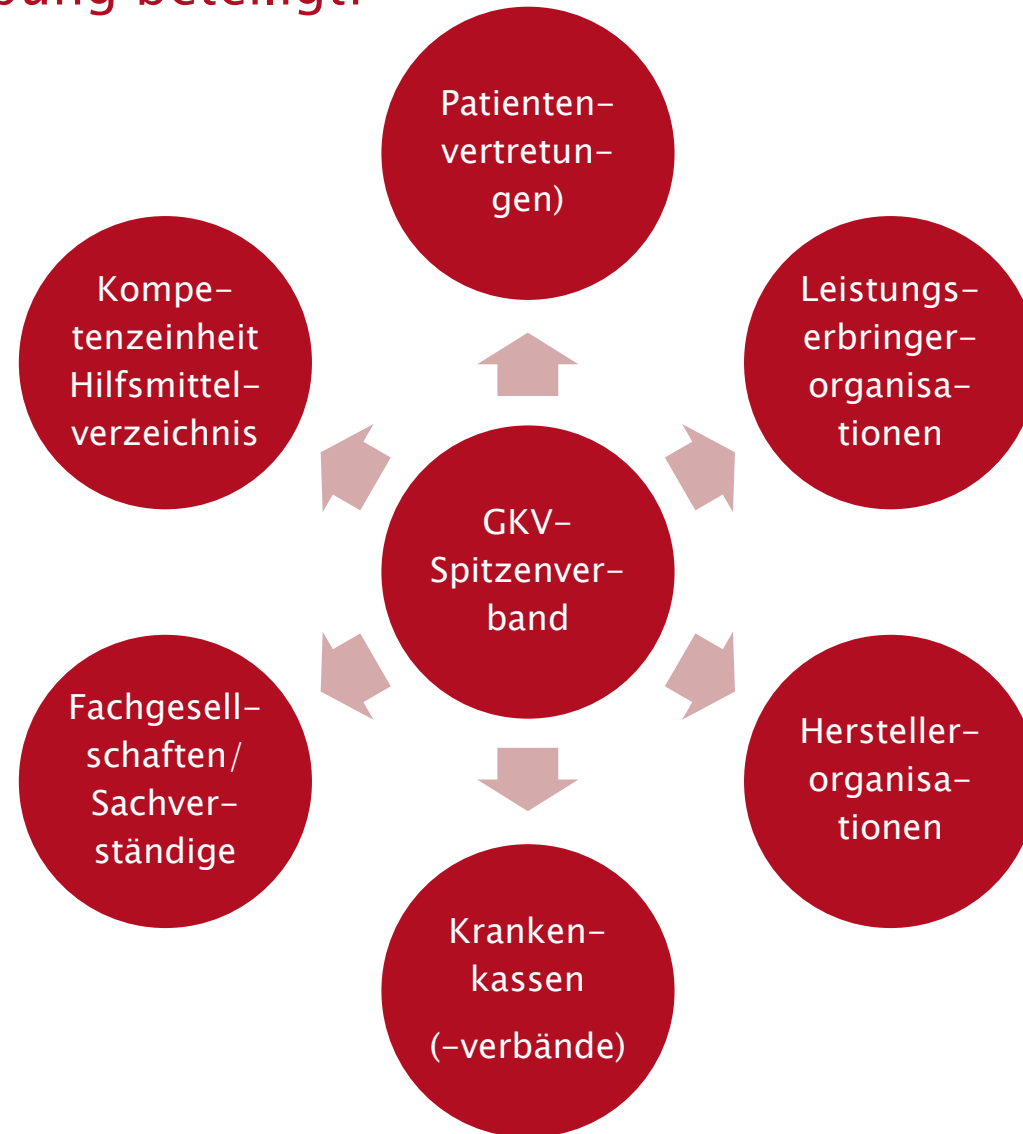 Patienten-
vertretun-
gen)
Kompe-
tenzeinheit
Hilfsmittel-
verzeichnis
Leistungs-
erbringer-
organisa-
tionen
GKV-
Spitzenver-
band
Fachgesell-
schaften/
Sachver-
ständige
Hersteller-
organisa-
tionen
Kranken-
kassen
(-verbände)